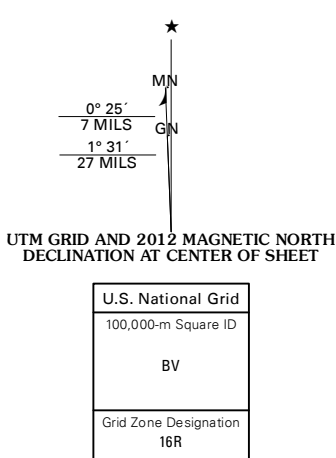 ★
MN
0° 25´
7 MILS
GN
1° 31´
27 MILS
UTM GRID AND 2012 MAGNETIC NORTH
DECLINATION AT CENTER OF SHEET
U.S. National Grid
100,000-m Square ID
BV
Grid Zone Designation
16R